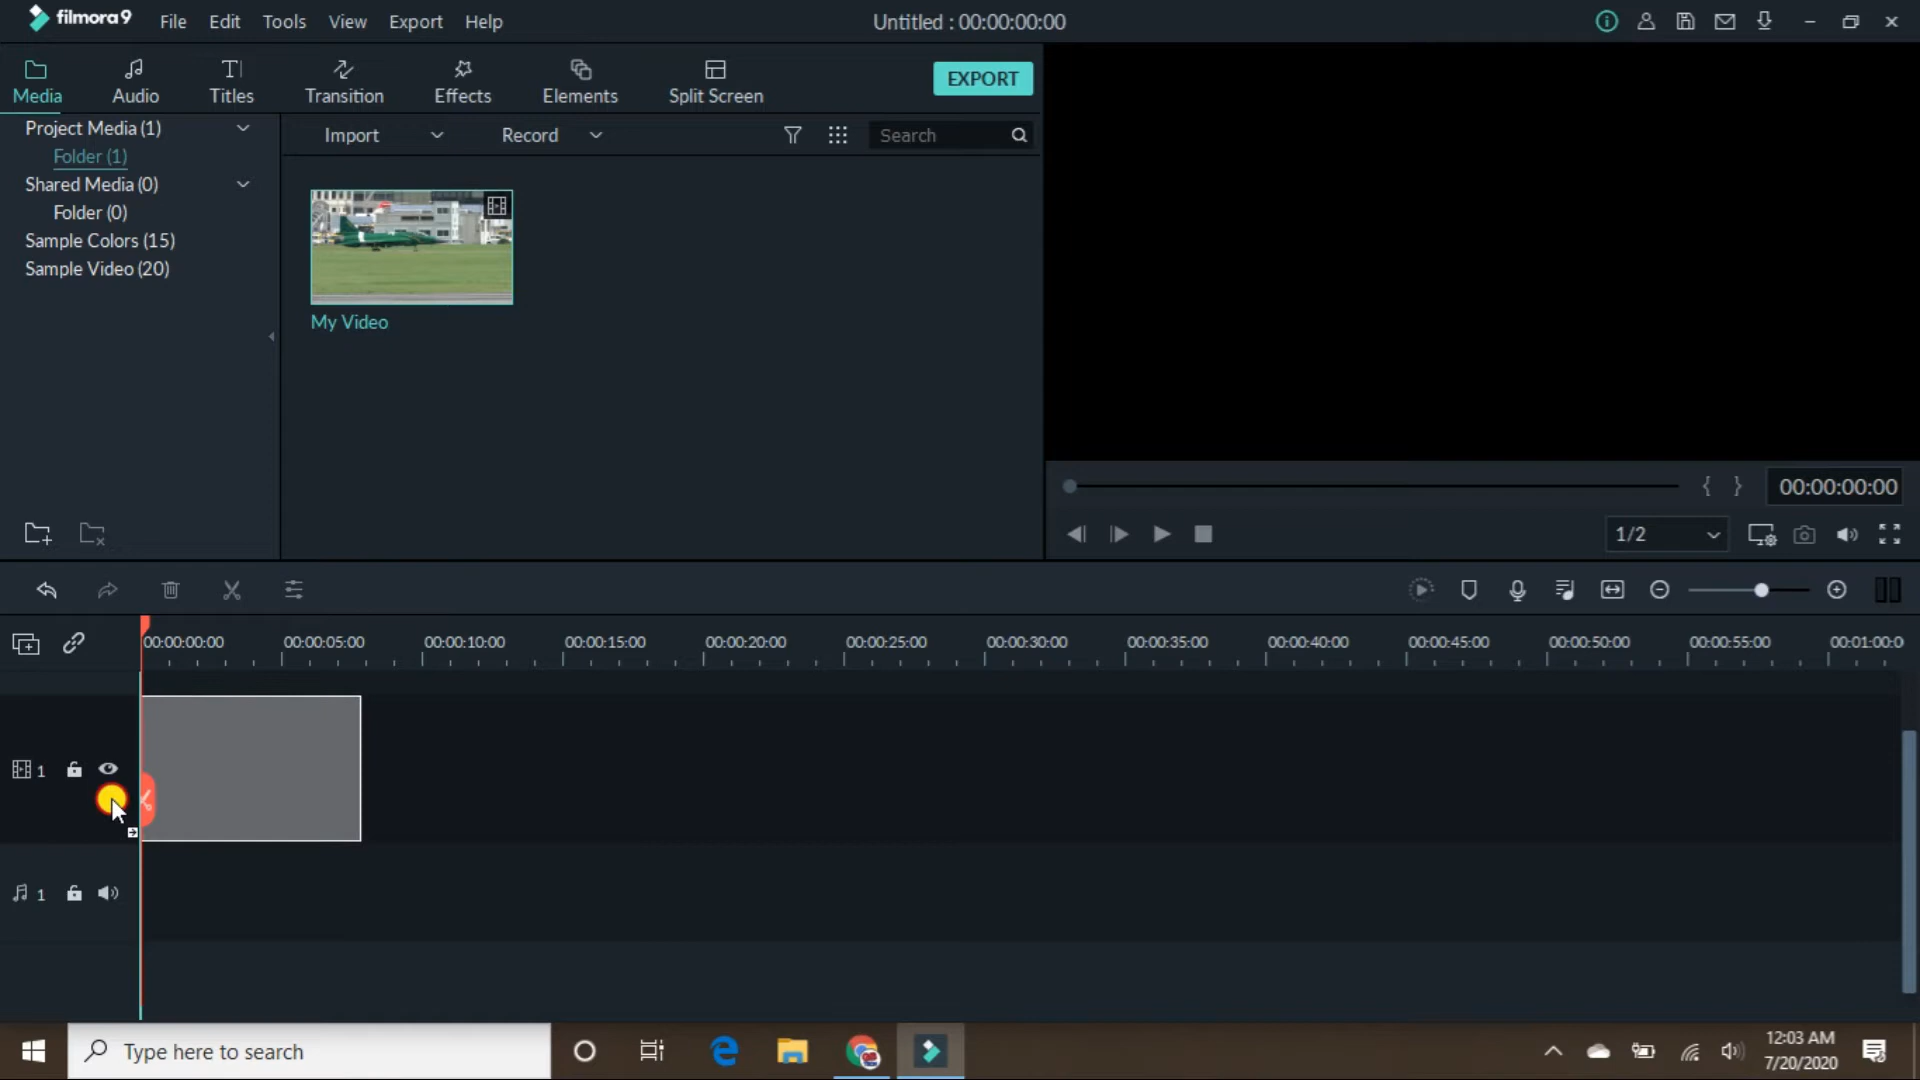 filmora9 File Edit Tools View Export Help Untitled : 00:00:00:00
Media Audio Titles Transition Effects Elements Split Screen EXPORT
Project Media (1)
Folder (1)
Shared Media (0)
Folder (0)
Sample Colors (15)
Sample Video (20)
Import Record Search
My Video
00:00:00:00
1/2
00:00:00:00 00:00:05:00 00:00:10:00 00:00:15:00 00:00:20:00 00:00:25:00 00:00:30:00 00:00:35:00 00:00:40:00 00:00:45:00 00:00:50:00 00:00:55:00 00:01:00:0
1
1
Type here to search
12:03 AM
7/20/2020